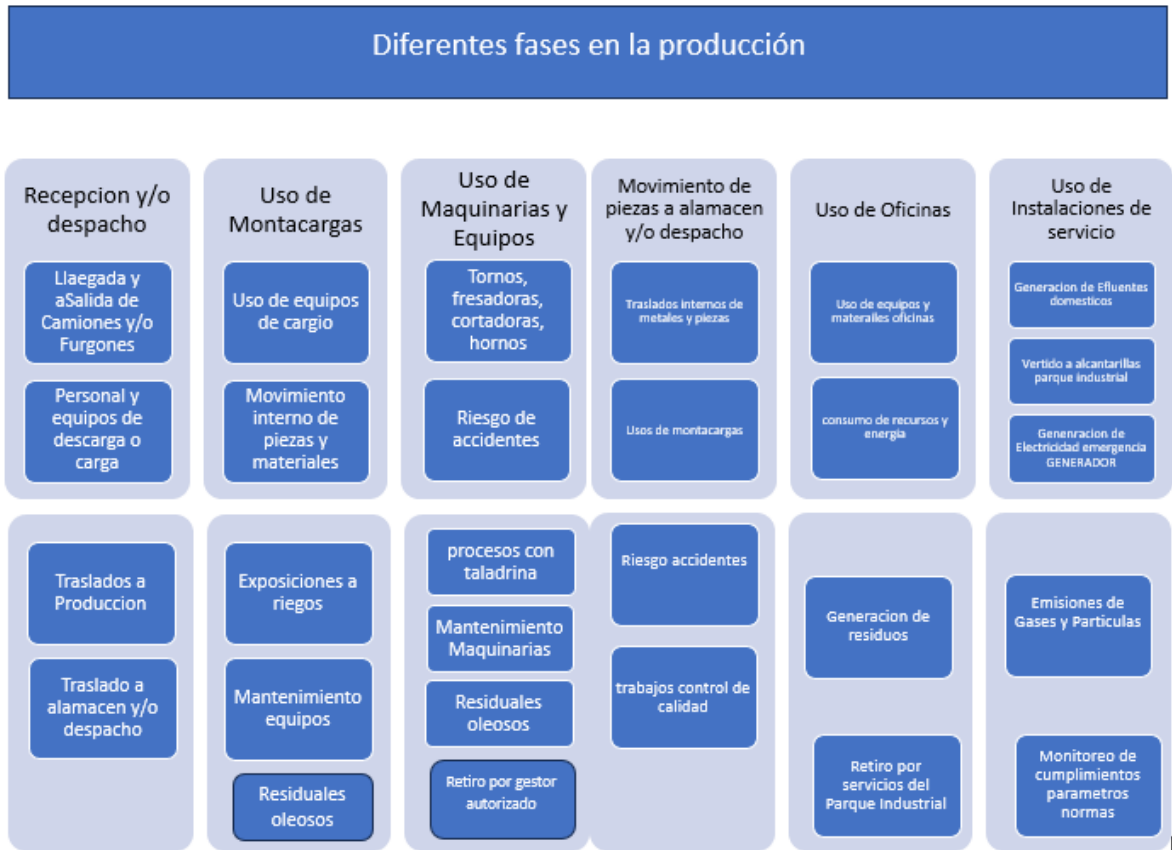 Diferentes fases en la producción
Recepcion y/o
despacho
Llaegada y
aSalida de
Camiones y/o
Furgones
Personal y
equipos de
descarga o
carga
Uso de
Montacargas
Uso de equipos
de cargio
Movimiento
interno de
piezas y
materiales
Uso de
Maquinarias y
Equipos
Tornos,
fresadoras,
cortadoras,
hornos
Riesgo de
accidentes
Movimiento de
piezas a alamacen
y/o despacho
Traslados internos de
metales y piezas
Usos de montacargas
Uso de Oficinas
Uso de equipos y
materailes oficinas
consumo de recursos y
energia
Uso de
Instalaciones de
servicio
Generacion de Efluentes
domesticos
Vertido a alcantarillas
parque industrial
Genenracion de
Electricidad emergencia
GENERADOR
Traslados a
Produccion
Traslado a
alamacen y/o
despacho
Exposiciones a
riegos
Mantenimiento
equipos
Residuales
oleosos
procesos con
taladrina
Mantenimiento
Maquinarias
Residuales
oleosos
Retiro por gestor
autorizado
Riesgo accidentes
trabajos control de
calidad
Generacion de
residuos
Retiro por
servicios del
Parque Industrial
Emisiones de
Gases y Particulas
Monitoreo de
cumplimientos
parametros
normas